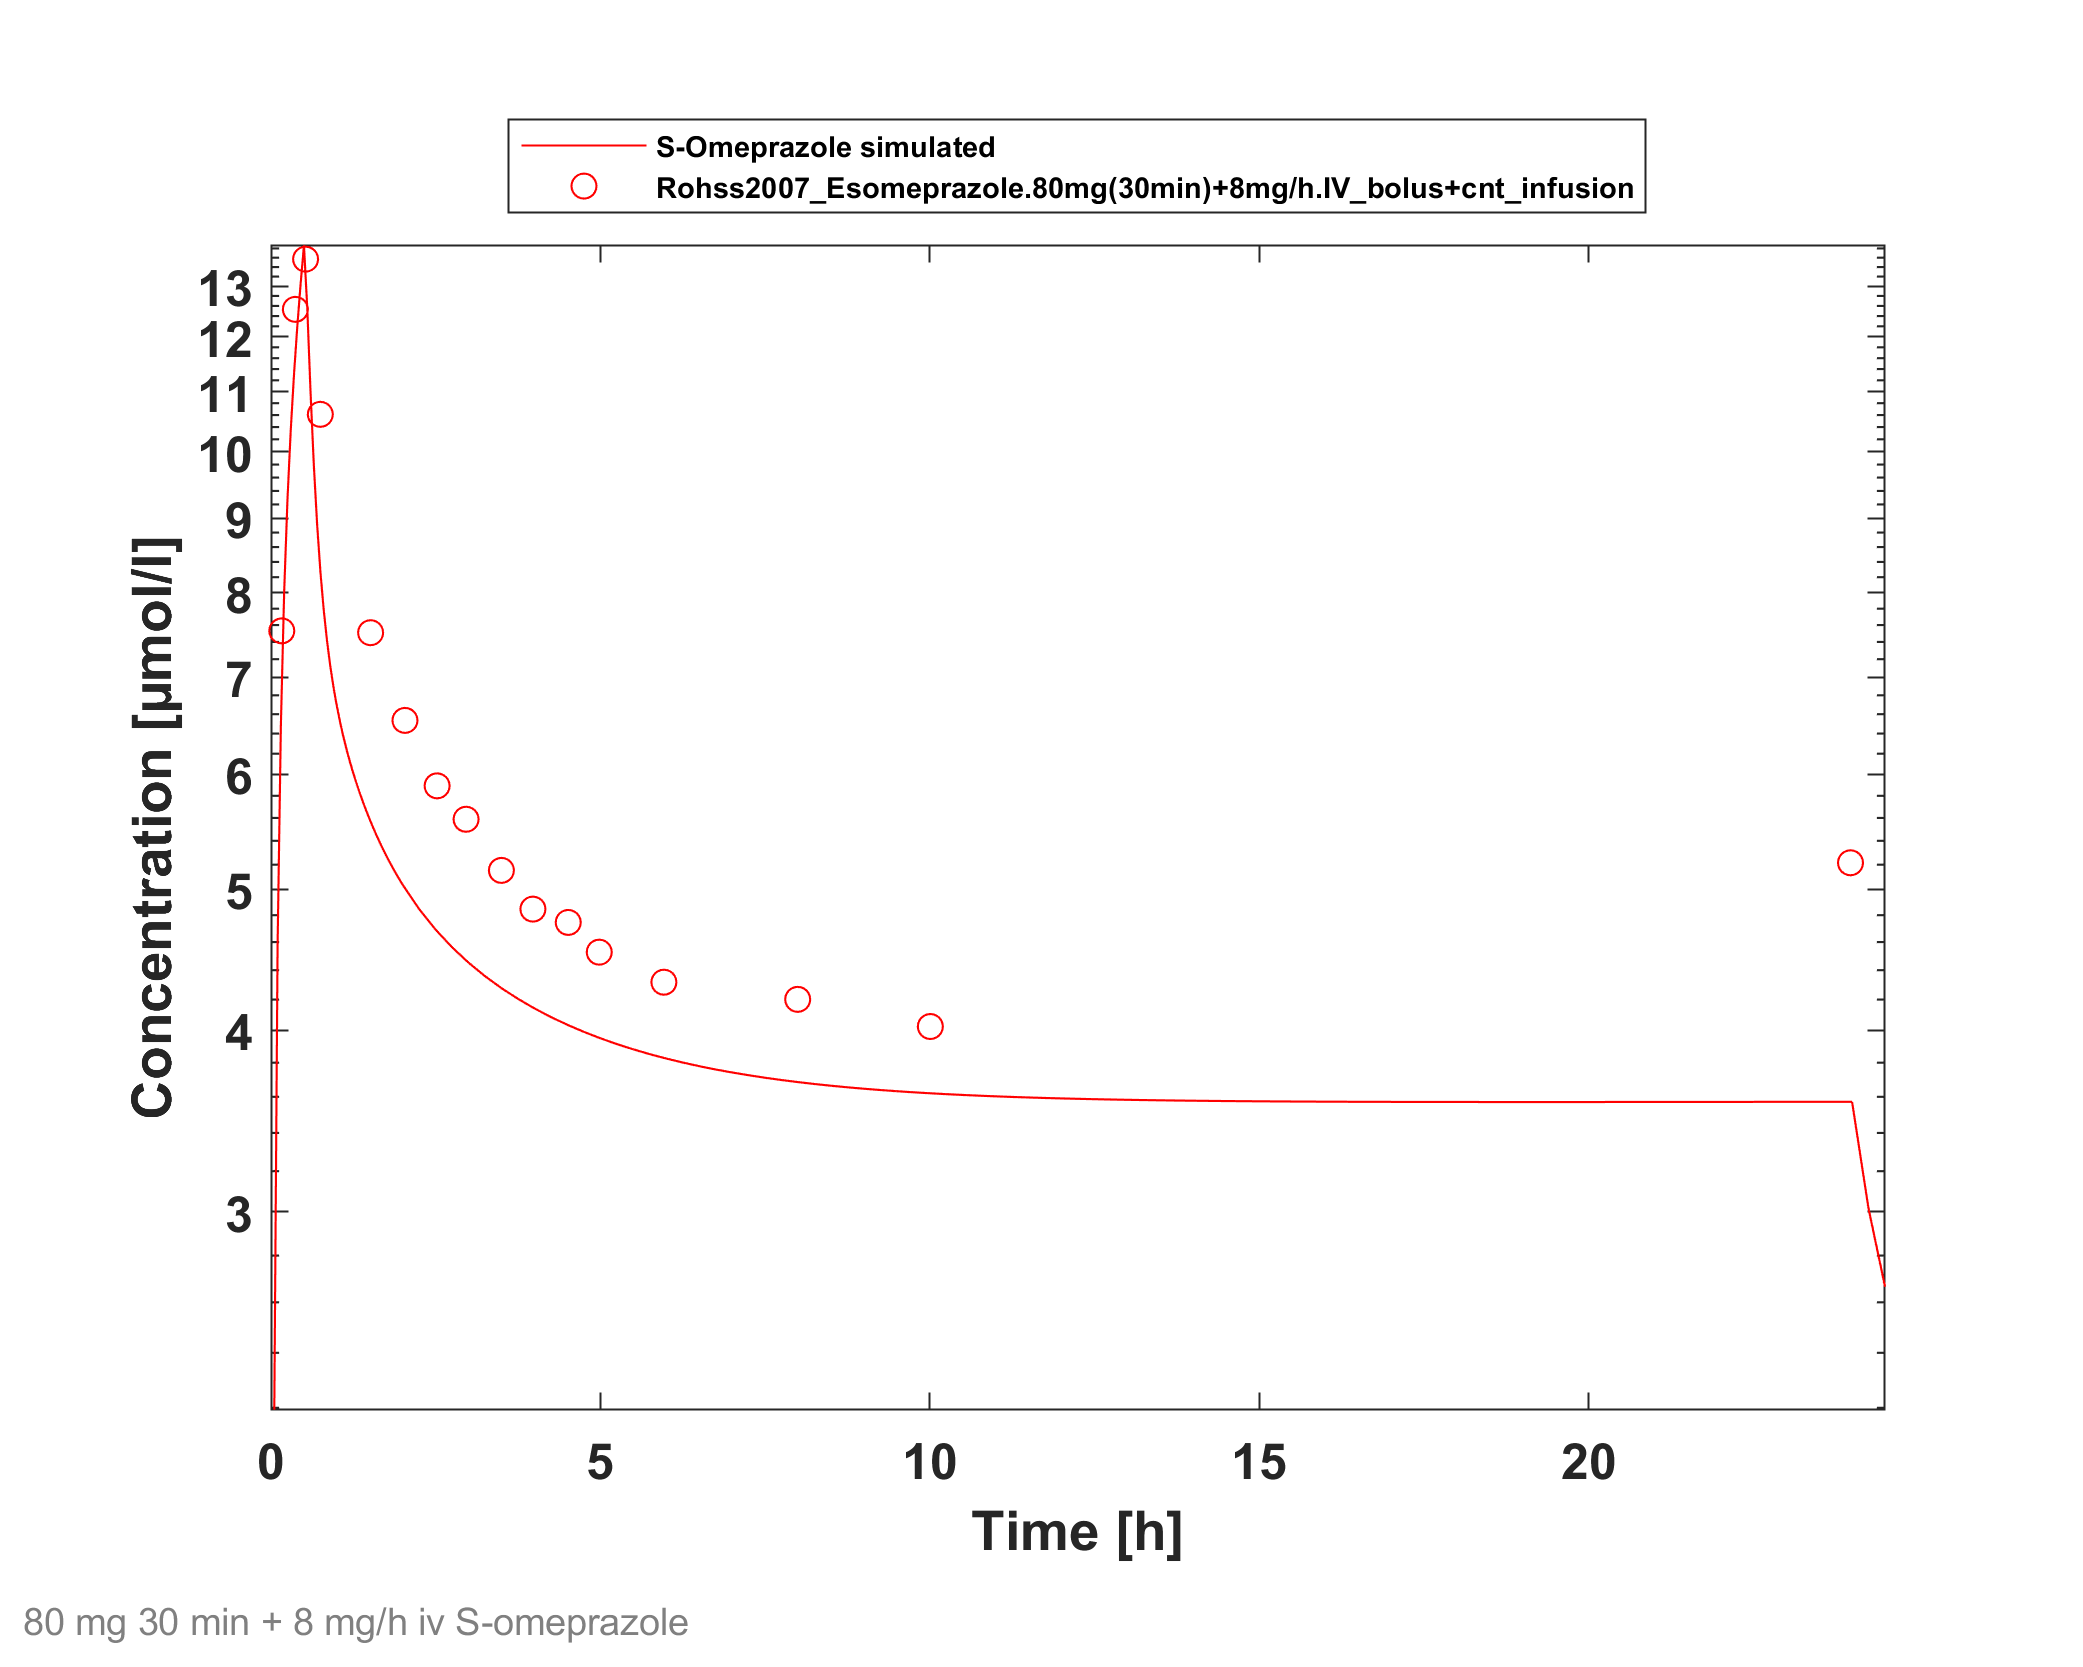 S-Omeprazole simulated
Rohss2007_Esomeprazole.80mg(30min)+8mg/h.IV_bolus+cnt_infusion
13
12
11
10
9
8
7
6
5
4
3
Concentration [µmol/l]
0 5 10 15 20
Time [h]
80 mg 30 min + 8 mg/h iv S-omeprazole